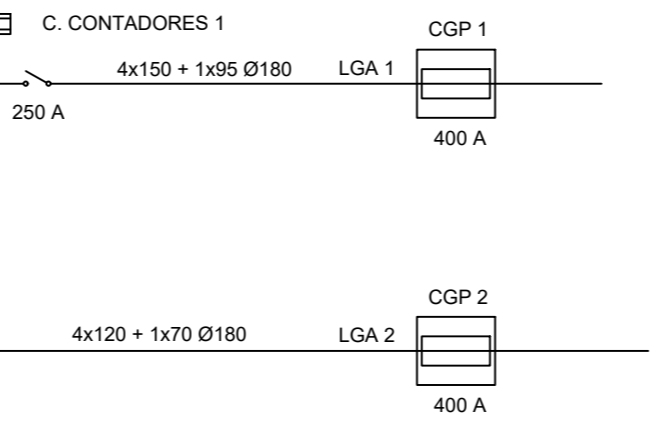 C. CONTADORES 1
CGP 1
4x150 + 1x95 Ø180
LGA 1
250 A
400 A
CGP 2
4x120 + 1x70 Ø180
LGA 2
400 A